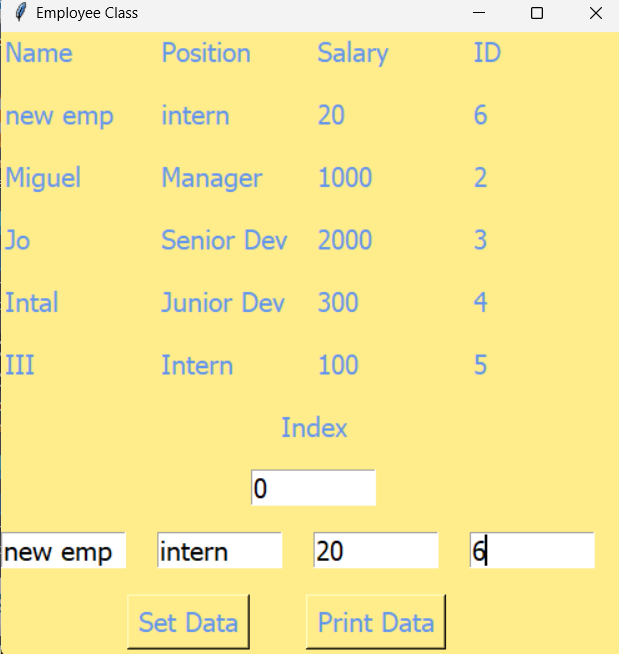 Employee Class
Name Position Salary ID
new emp intern 20 6
Miguel Manager 1000 2
Jo Senior Dev 2000 3
Intal Junior Dev 300 4
III Intern 100 5
Index
0
new emp intern 20 6
Set Data Print Data